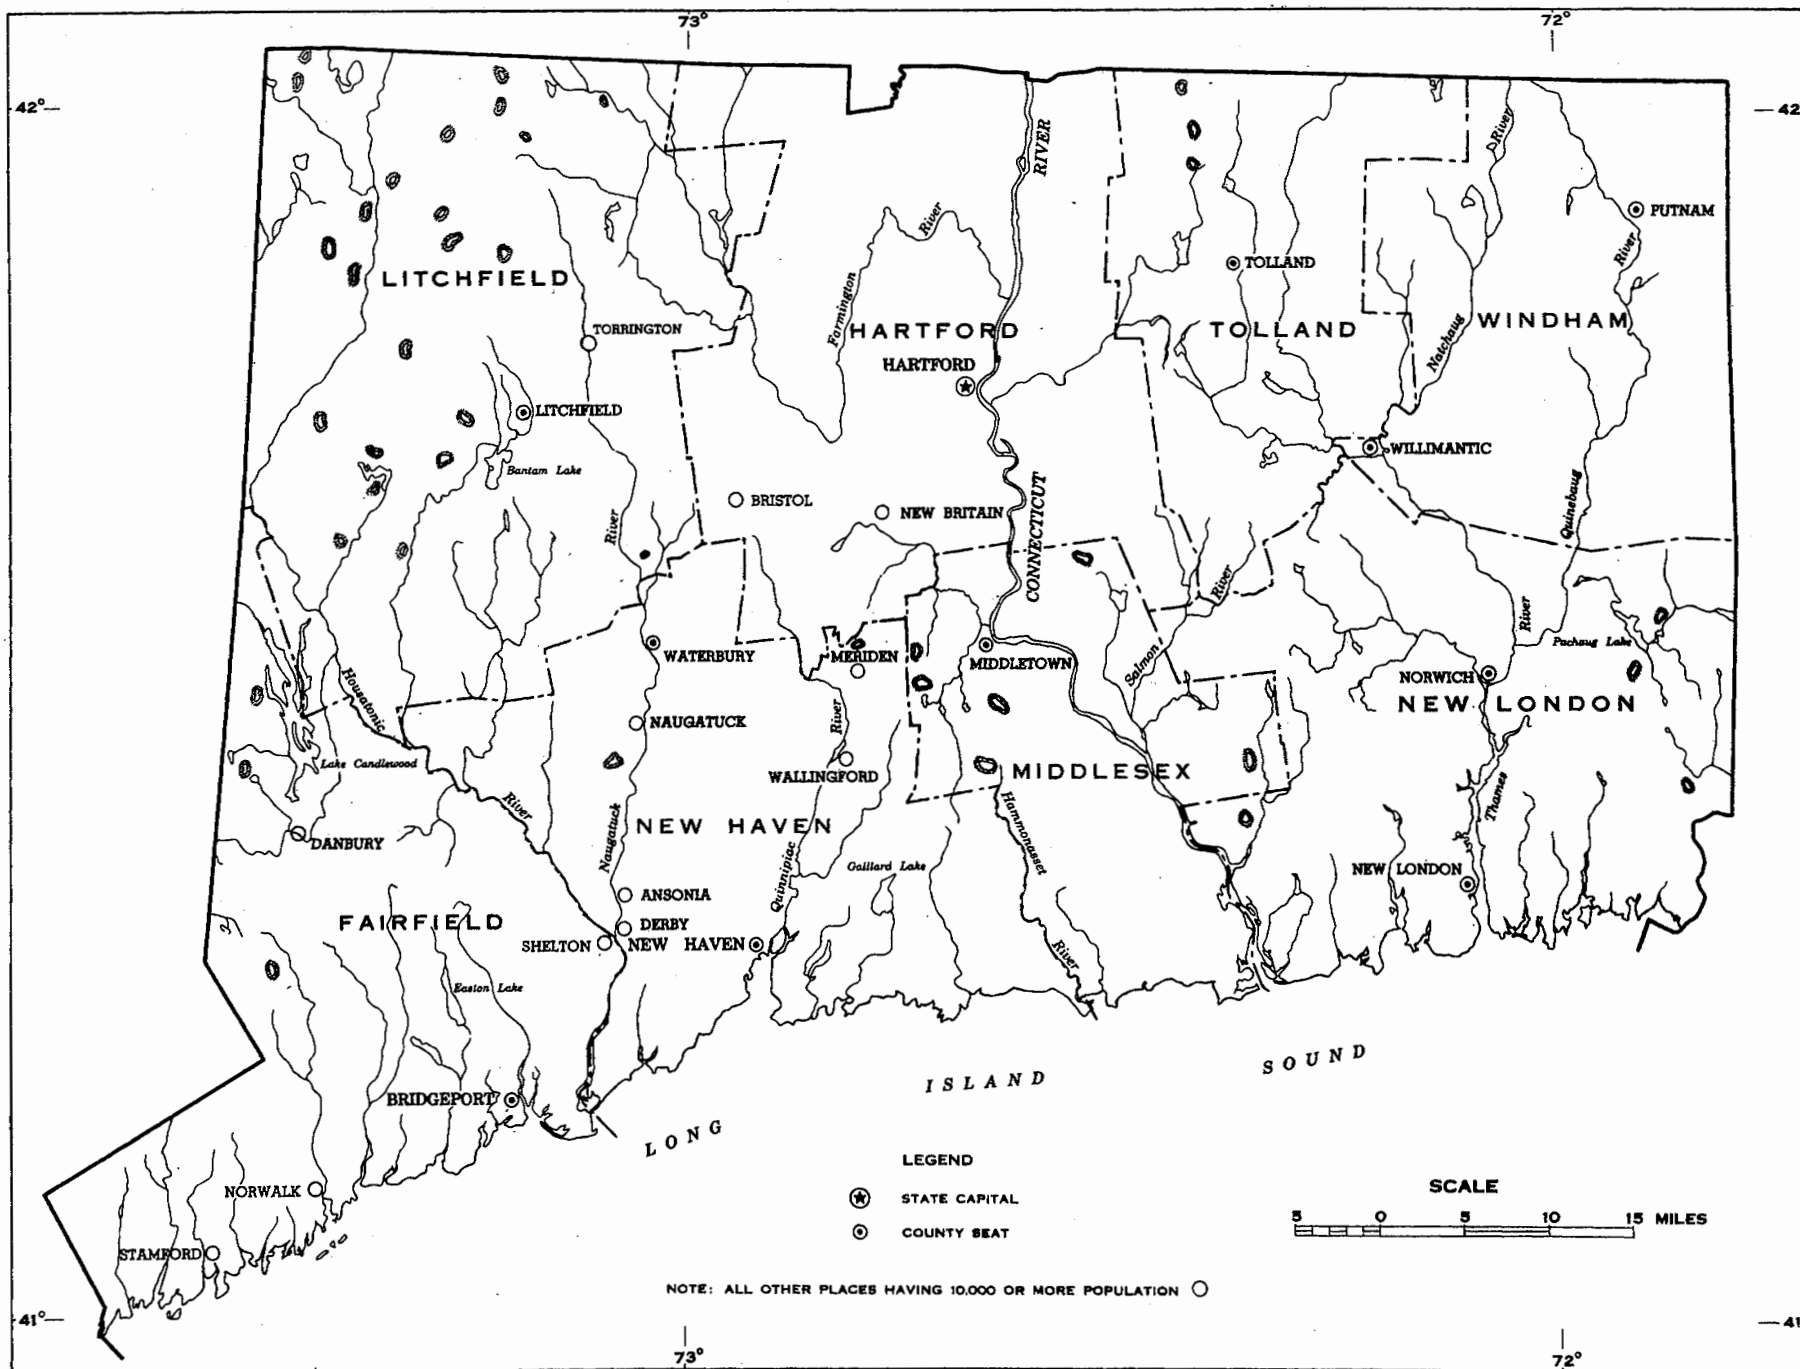 73°
72°
42°
42
RIVER
River
River
PUTNAM
River
TOLLAND
LITCHFIELD
Farmington
TORRINGTON
HARTFORD
TOLLAND
WINDHAM
Natchaug
HARTFORD
LITCHFIELD
WILLIMANTIC
Bantam Lake
BRISTOL
NEW BRITAIN
River
CONNECTICUT
Quinebaug
River
River
WATERBURY
MERIDEN
MIDDLETOWN
Salmon
Pachaug Lake
NORWICH
NEW LONDON
Housatonic
NAUGATUCK
River
Lake Candlewood
WALLINGFORD
MIDDLESEX
Thames
River
Hammonasset
DANBURY
Naugatuck
NEW HAVEN
Quinnipiac
Gaillard Lake
NEW LONDON
ANSONIA
FAIRFIELD
DERBY
SHELTON
NEW HAVEN
River
Easton Lake
BRIDGEPORT
LONG
ISLAND
SOUND
NORWALK
STAMFORD
LEGEND
STATE CAPITAL
COUNTY SEAT
SCALE
5 0 5 10 15 MILES
NOTE: ALL OTHER PLACES HAVING 10,000 OR MORE POPULATION
41°
41
73°
72°